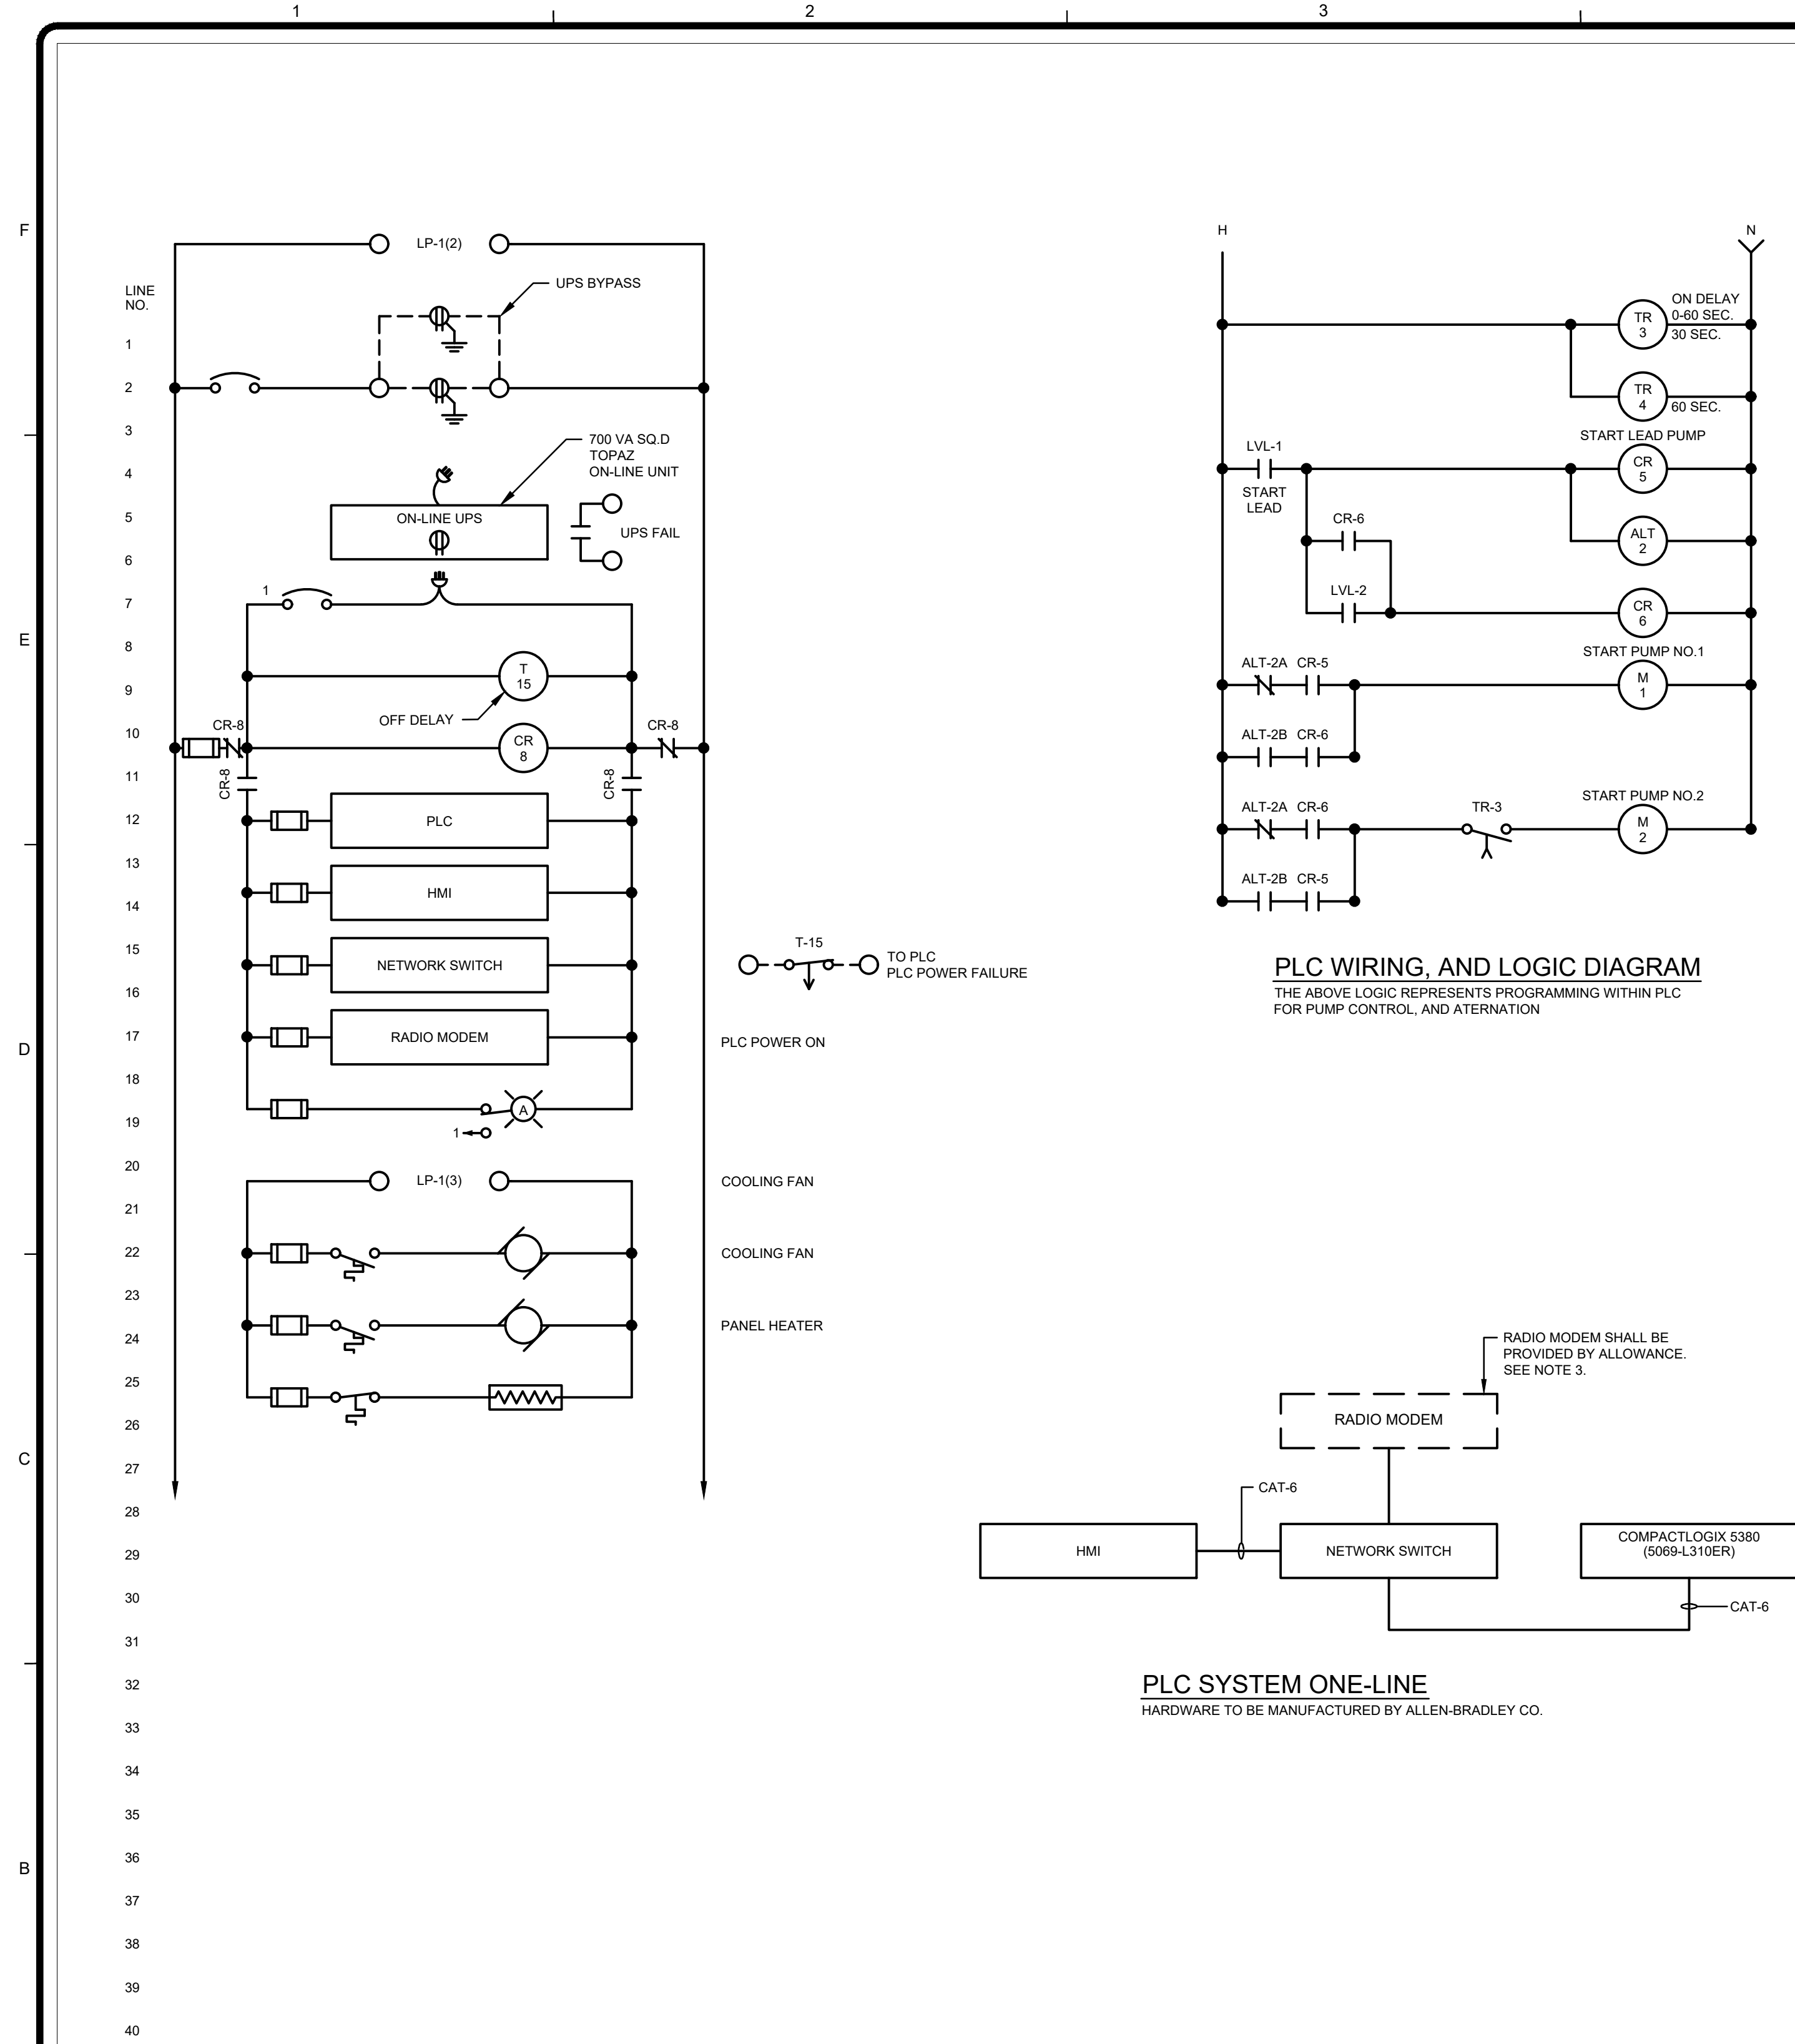 1
2
3
F
E
D
C
B
LP-1(2)
UPS BYPASS
LINE
NO.
1
2
3
4
5
6
7
8
9
10
11
12
13
14
15
16
17
18
19
20
21
22
23
24
25
26
27
28
29
30
31
32
33
34
35
36
37
38
39
40
700 VA SQ.D
TOPAZ
ON-LINE UNIT
ON-LINE UPS
UPS FAIL
1
T
15
OFF DELAY
CR-8
CR
8
CR-8
CR-8
CR-8
PLC
HMI
NETWORK SWITCH
RADIO MODEM
A
1
T-15
TO PLC
PLC POWER FAILURE
PLC POWER ON
LP-1(3)
COOLING FAN
COOLING FAN
PANEL HEATER
H
N
TR
3
ON DELAY
0-60 SEC.
30 SEC.
TR
4
60 SEC.
START LEAD PUMP
LVL-1
START
LEAD
CR
5
CR-6
ALT
2
LVL-2
CR
6
START PUMP NO.1
ALT-2A CR-5
M
1
ALT-2B CR-6
START PUMP NO.2
ALT-2A CR-6
TR-3
M
2
ALT-2B CR-5
PLC WIRING, AND LOGIC DIAGRAM
THE ABOVE LOGIC REPRESENTS PROGRAMMING WITHIN PLC
FOR PUMP CONTROL, AND ATERNATION
RADIO MODEM SHALL BE
PROVIDED BY ALLOWANCE.
SEE NOTE 3.
RADIO MODEM
CAT-6
HMI
NETWORK SWITCH
COMPACTLOGIX 5380
(5069-L310ER)
CAT-6
PLC SYSTEM ONE-LINE
HARDWARE TO BE MANUFACTURED BY ALLEN-BRADLEY CO.